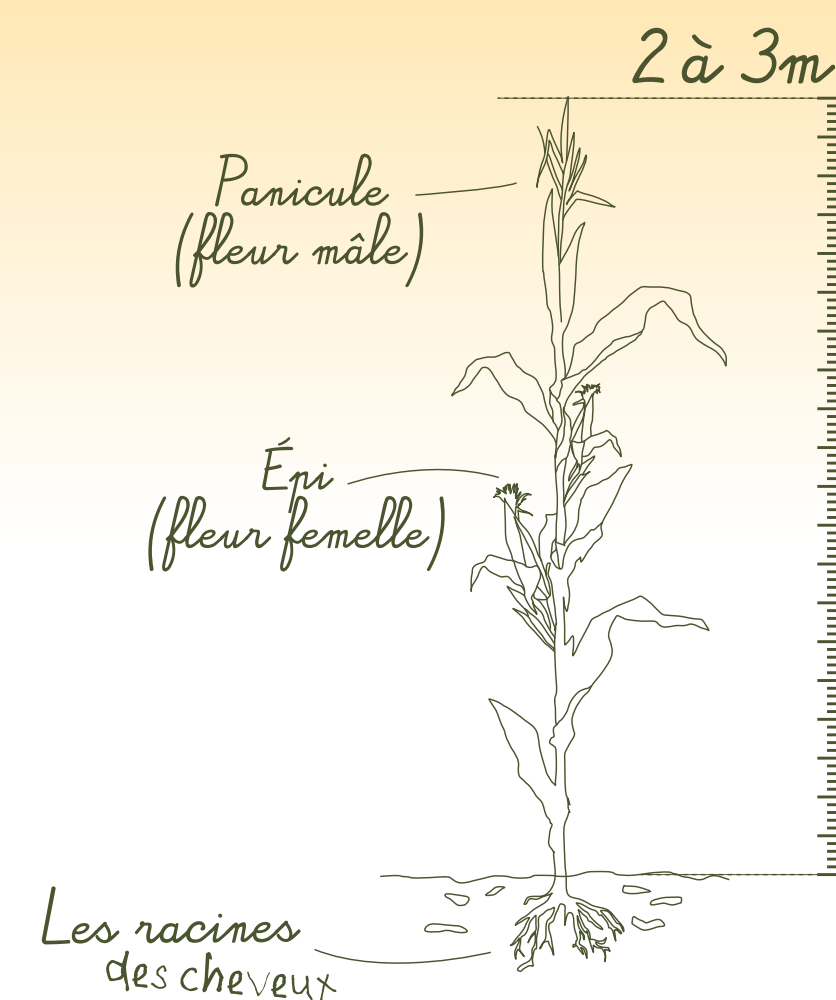 2 à 3m
Panicule
(fleur mâle)
Épi
(fleur femelle)
Les racines
des cheveux